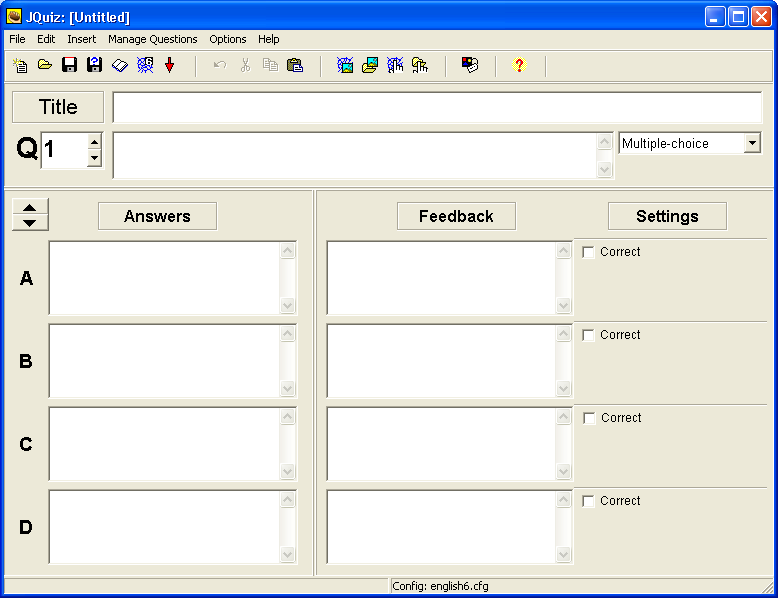 JQuiz: [Untitled]
File Edit Insert Manage Questions Options Help
?
Title
Q 1 Multiple-choice
Answers Feedback Settings
A Correct
B Correct
C Correct
D Correct
Config: english6.cfg